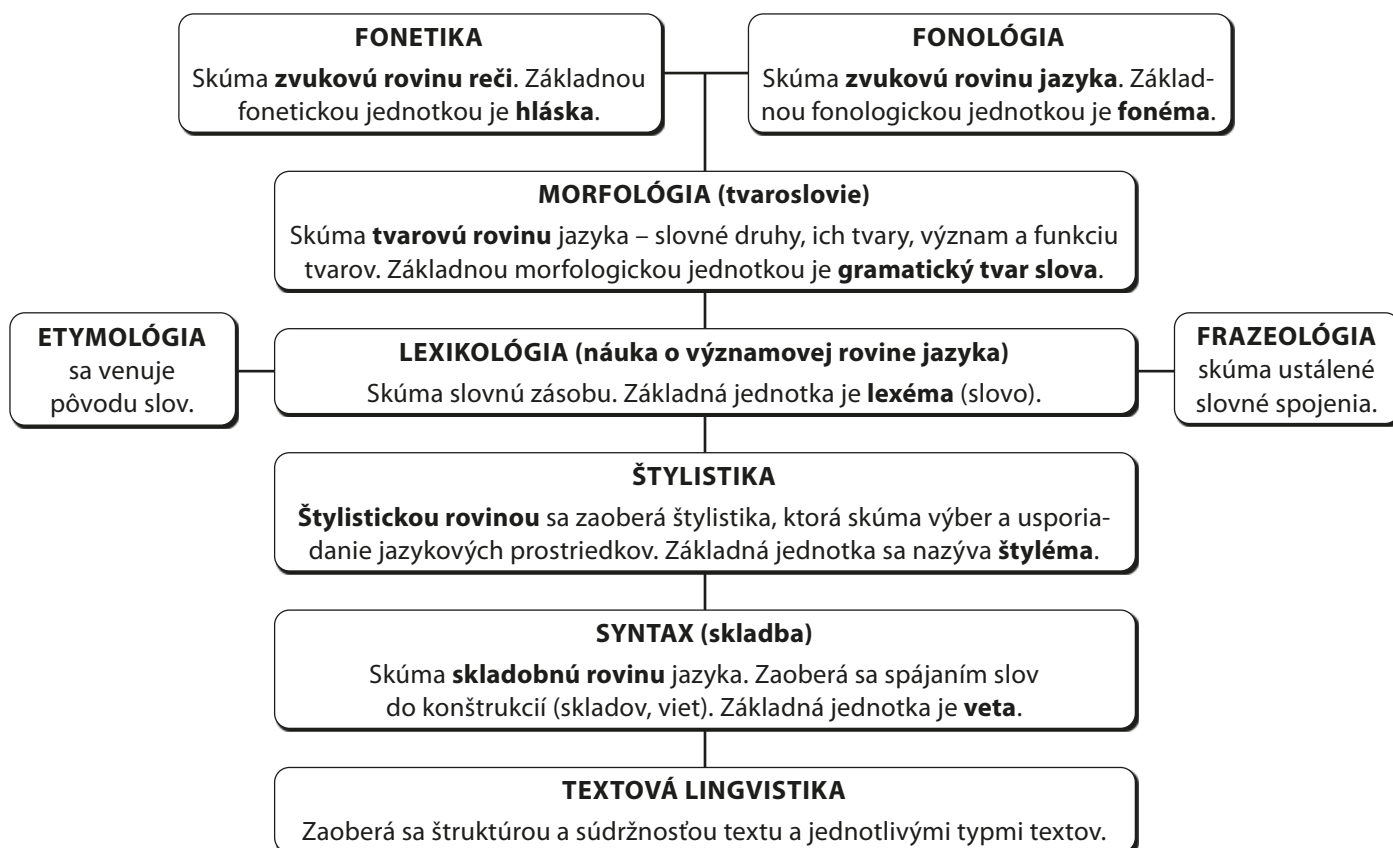 FONETIKA
Skúma zvukovú rovinu reči. Základnou
fonetickou jednotkou je hláska.
FONOLÓGIA
Skúma zvukovú rovinu jazyka. Základ-
nou fonologickou jednotkou je fonéma.
MORFOLÓGIA (tvaroslovie)
Skúma tvarovú rovinu jazyka – slovné druhy, ich tvary, význam a funkciu
tvarov. Základnou morfologickou jednotkou je gramatický tvar slova.
ETYMOLÓGIA
sa venuje
pôvodu slov.
LEXIKOLÓGIA (náuka o významovej rovine jazyka)
Skúma slovnú zásobu. Základná jednotka je lexéma (slovo).
FRAZEOLÓGIA
skúma ustálené
slovné spojenia.
ŠTYLISTIKA
Štylistickou rovinou sa zaoberá štylistika, ktorá skúma výber a usporia-
danie jazykových prostriedkov. Základná jednotka sa nazýva štyléma.
SYNTAX (skladba)
Skúma skladobnú rovinu jazyka. Zaoberá sa spájaním slov
do konštrukcií (skladov, viet). Základná jednotka je veta.
TEXTOVÁ LINGVISTIKA
Zaoberá sa štruktúrou a súdržnosťou textu a jednotlivými typmi textov.